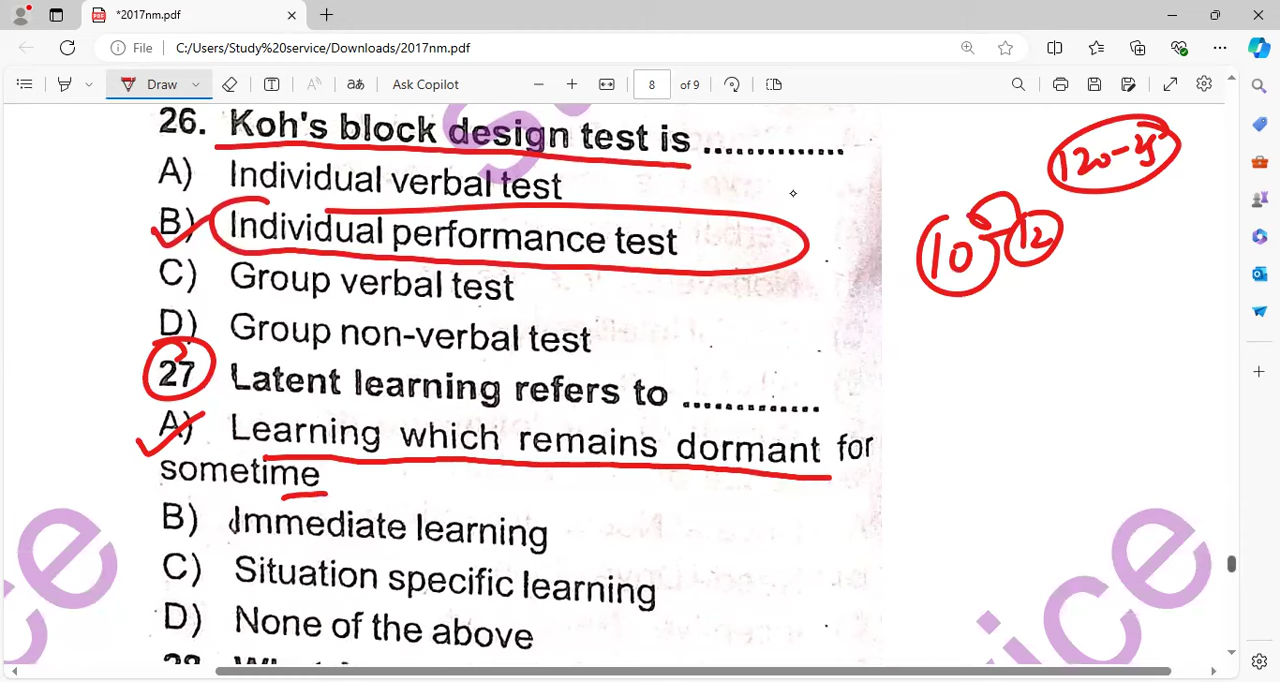 *2017nm.pdf
File
C:/Users/Study%20service/Downloads/2017nm.pdf
Draw
aあ
Ask Copilot
8
of 9
26. Koh's block design test is ..............
A) Individual verbal test
B) Individual performance test
C) Group verbal test
D) Group non-verbal test
27 Latent learning refers to .............
A) Learning which remains dormant for
sometime
B) Immediate learning
C) Situation specific learning
D) None of the above
10
12